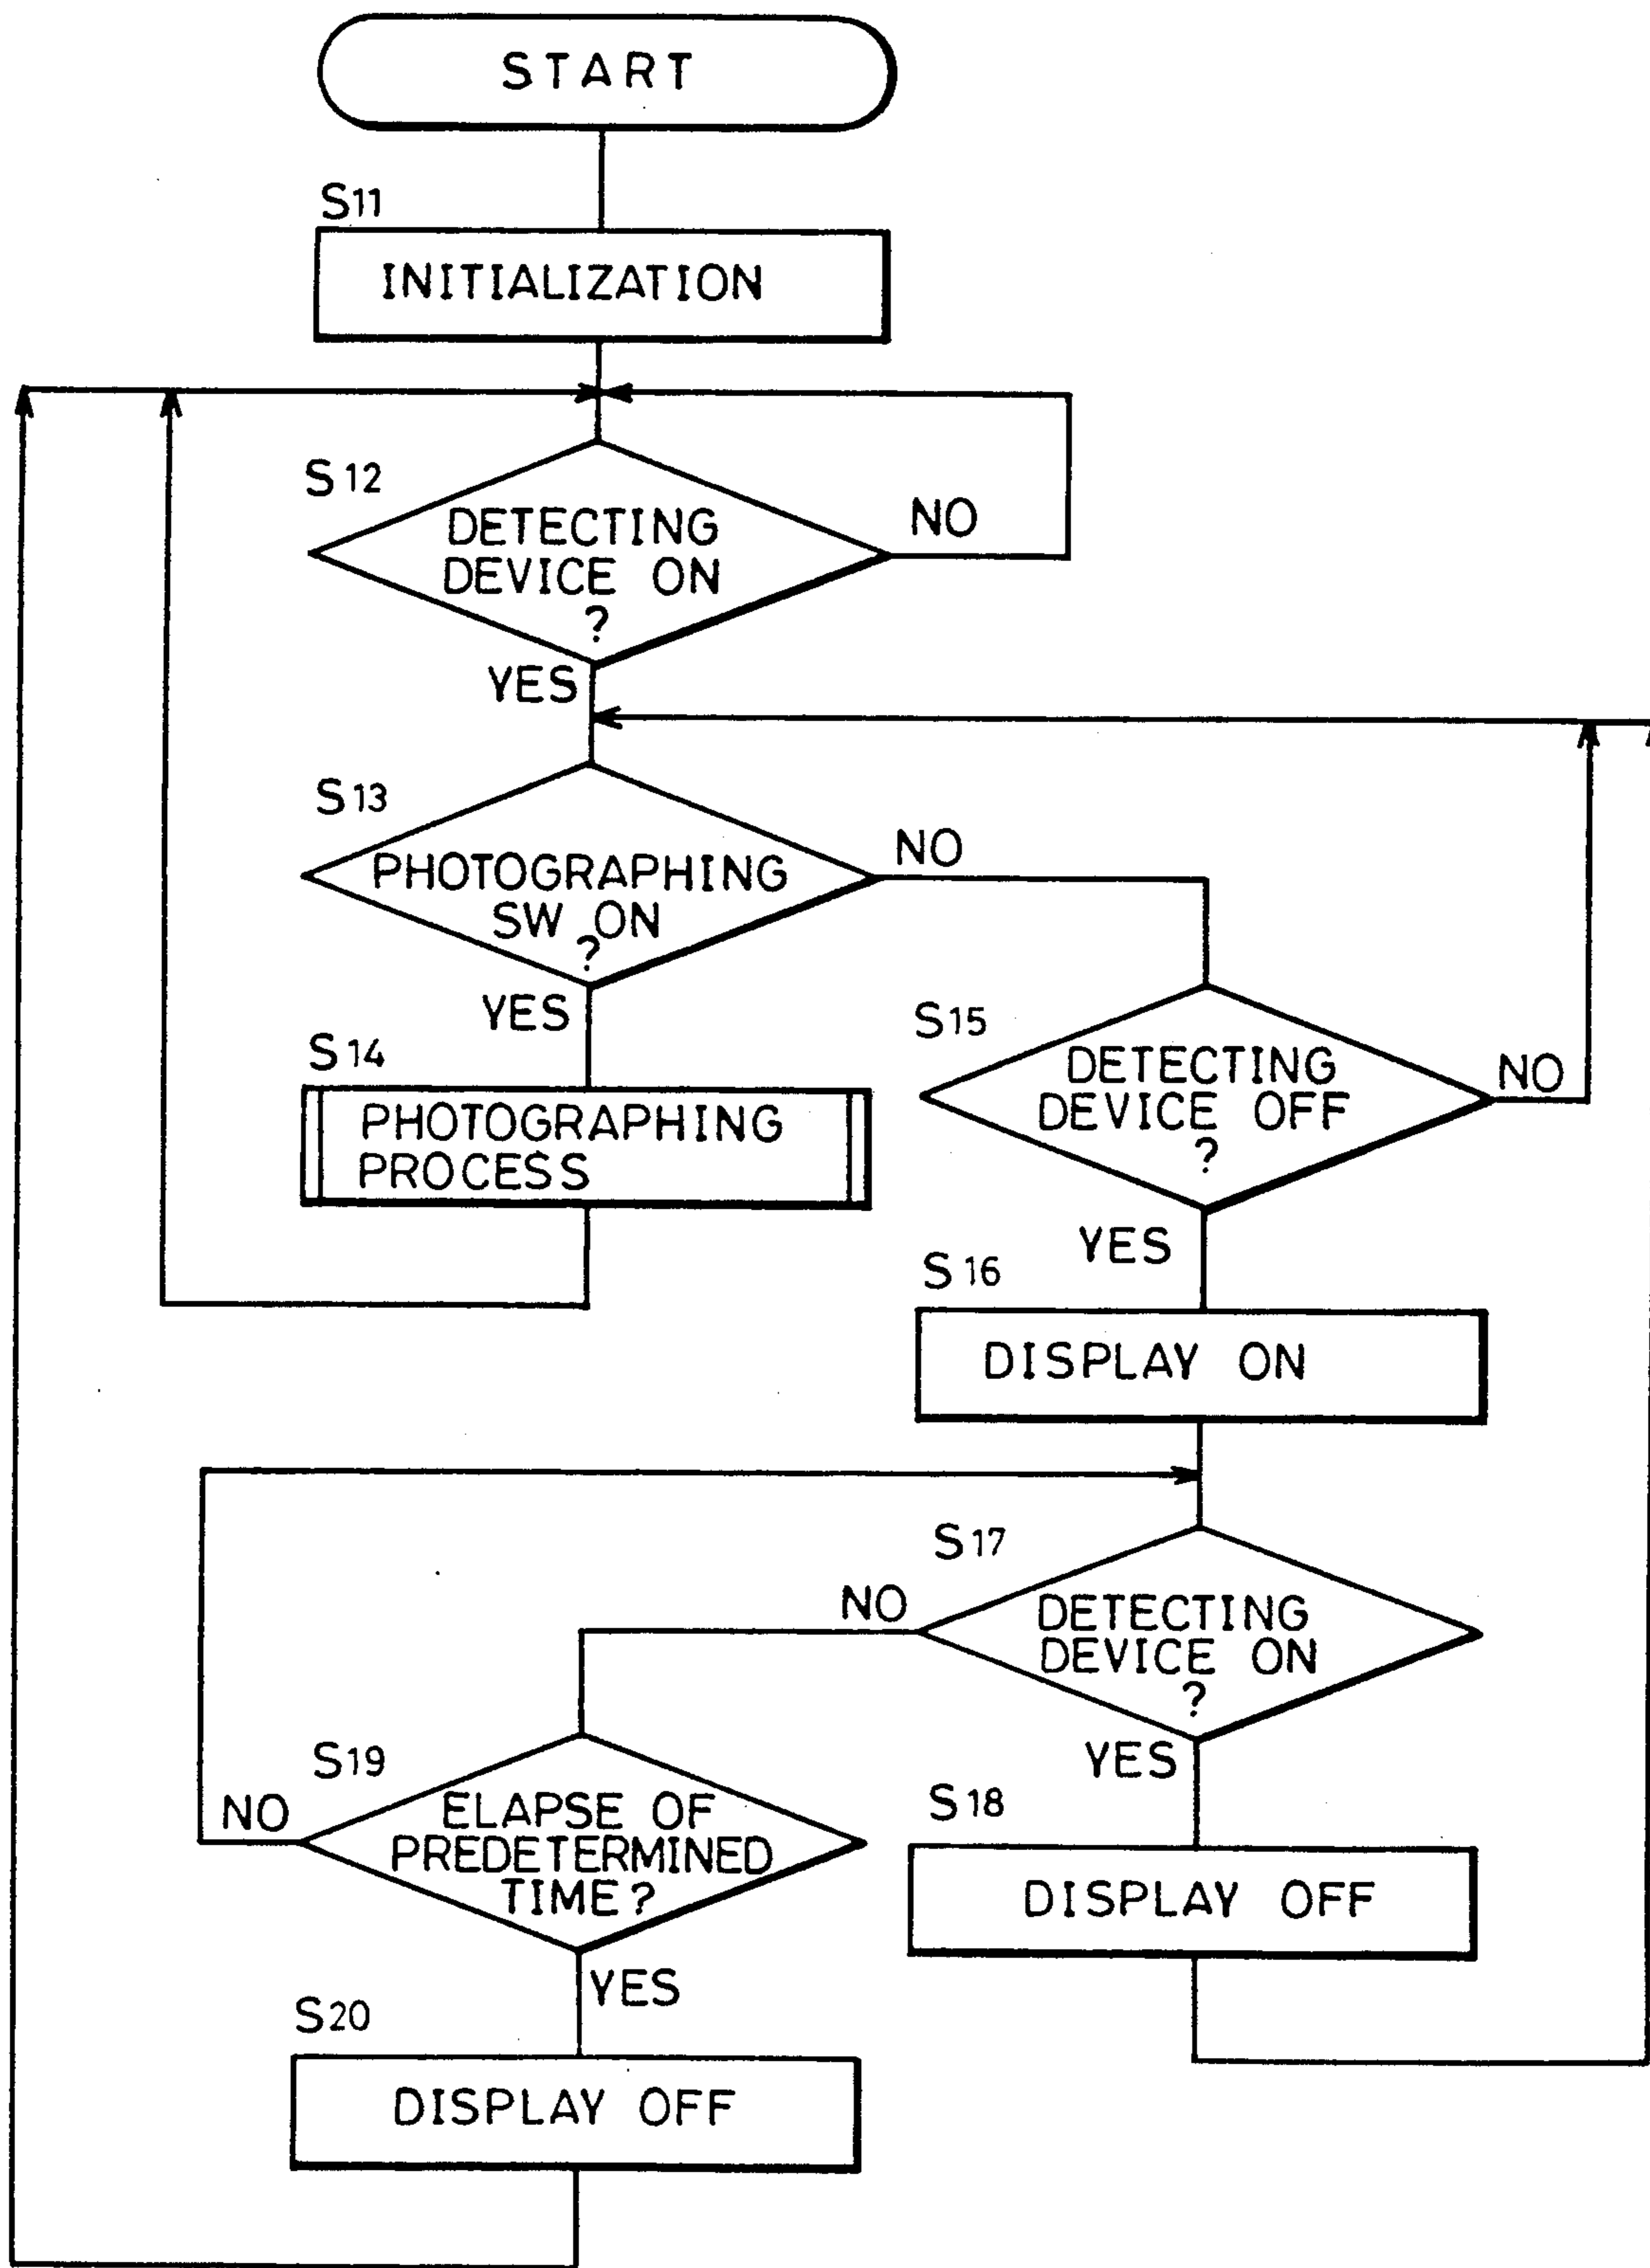 START
S11
INITIALIZATION
S12
DETECTING
DEVICE ON
?
NO
YES
S13
PHOTOGRAPHING
SW ON
?
NO
YES
S14
PHOTOGRAPHING
PROCESS
S15
DETECTING
DEVICE OFF
?
NO
YES
S16
DISPLAY ON
S17
DETECTING
DEVICE ON
?
NO
YES
S18
DISPLAY OFF
S19
ELAPSE OF
PREDETERMINED
TIME?
NO
YES
S20
DISPLAY OFF